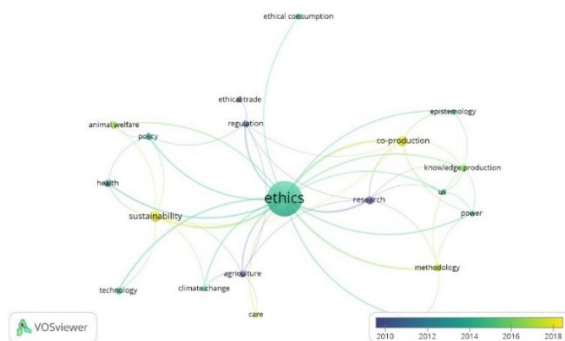 ethical consumption
ethical trade
regulation
epistemology
animal welfare
policy
co-production
knowledge production
health
ethics
research
uk
power
sustainability
methodology
agriculture
technology
climate change
care
VOSviewer
2010 2012 2014 2016 2018